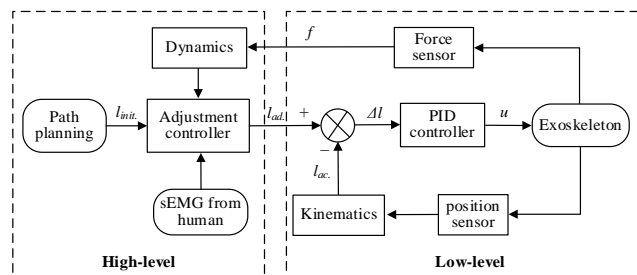 Dynamics
f
Force
sensor
Path
planning
l_init.
Adjustment
controller
l_ad.
+
−
Δl
PID
controller
u
Exoskeleton
l_ac.
sEMG from
human
Kinematics
position
sensor
High-level
Low-level